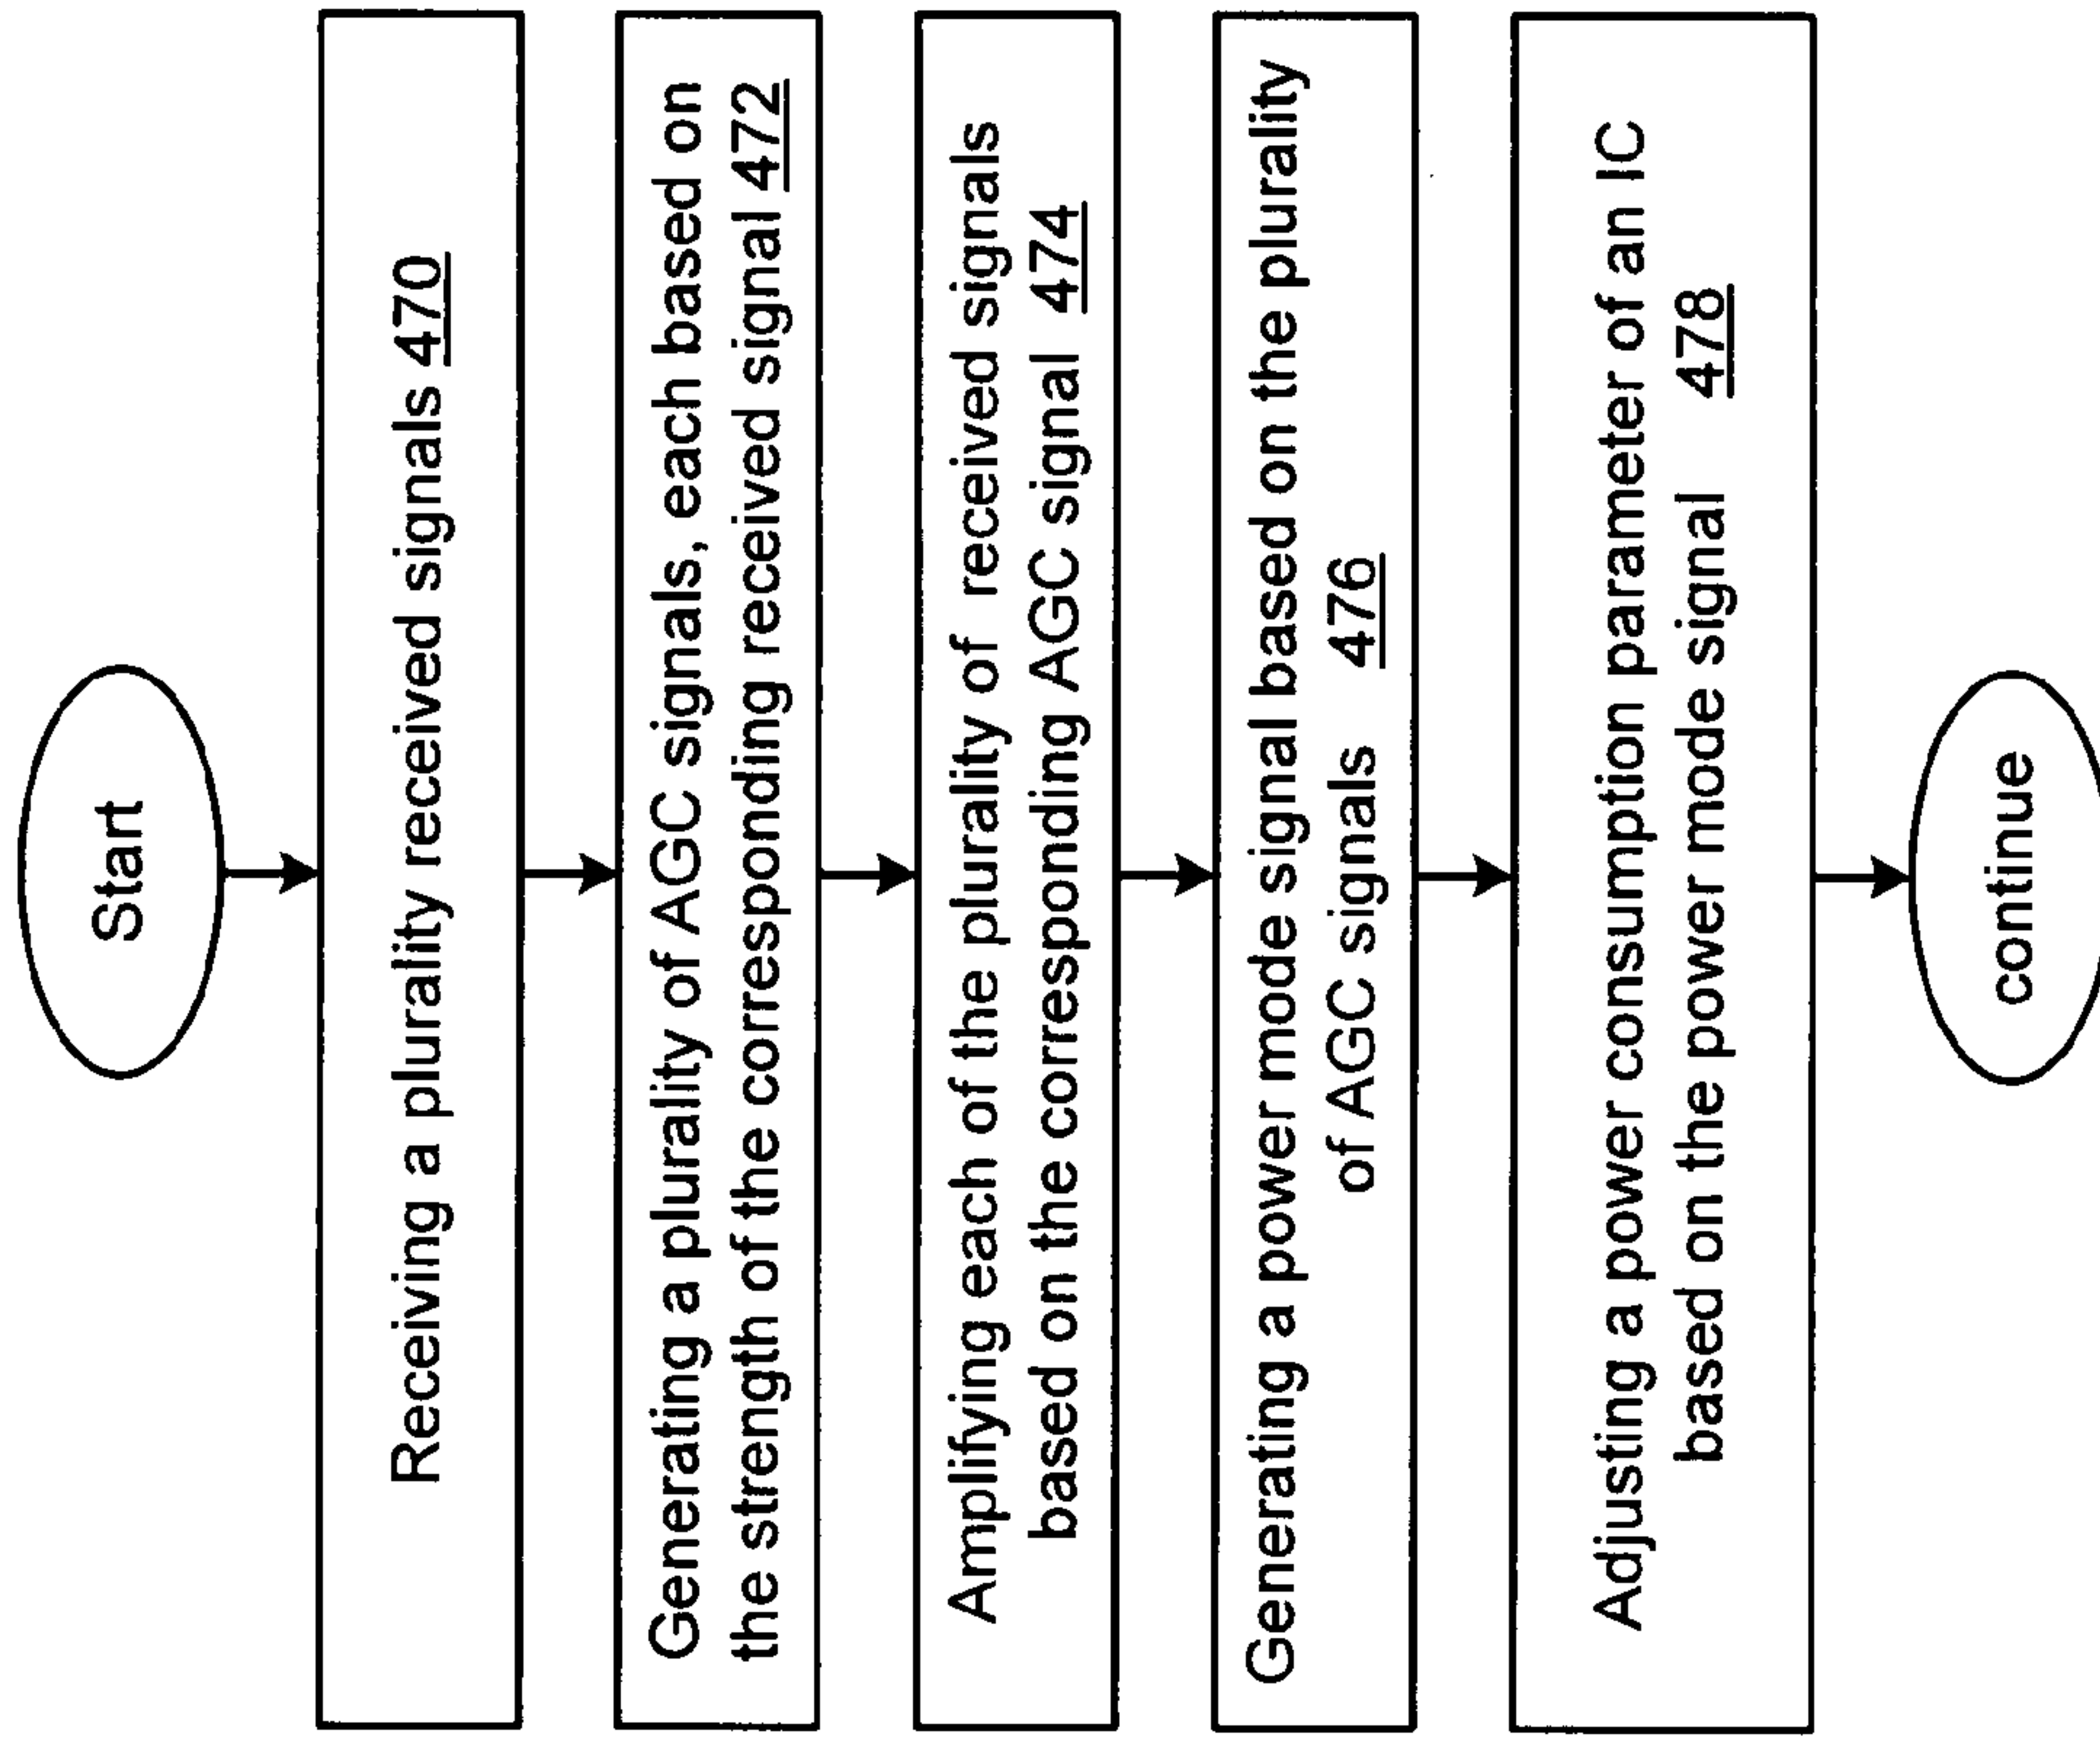 Start
Receiving a plurality received signals 470
Generating a plurality of AGC signals, each based on
the strength of the corresponding received signal 472
Amplifying each of the plurality of received signals
based on the corresponding AGC signal 474
Generating a power mode signal based on the plurality
of AGC signals 476
Adjusting a power consumption parameter of an IC
based on the power mode signal 478
continue